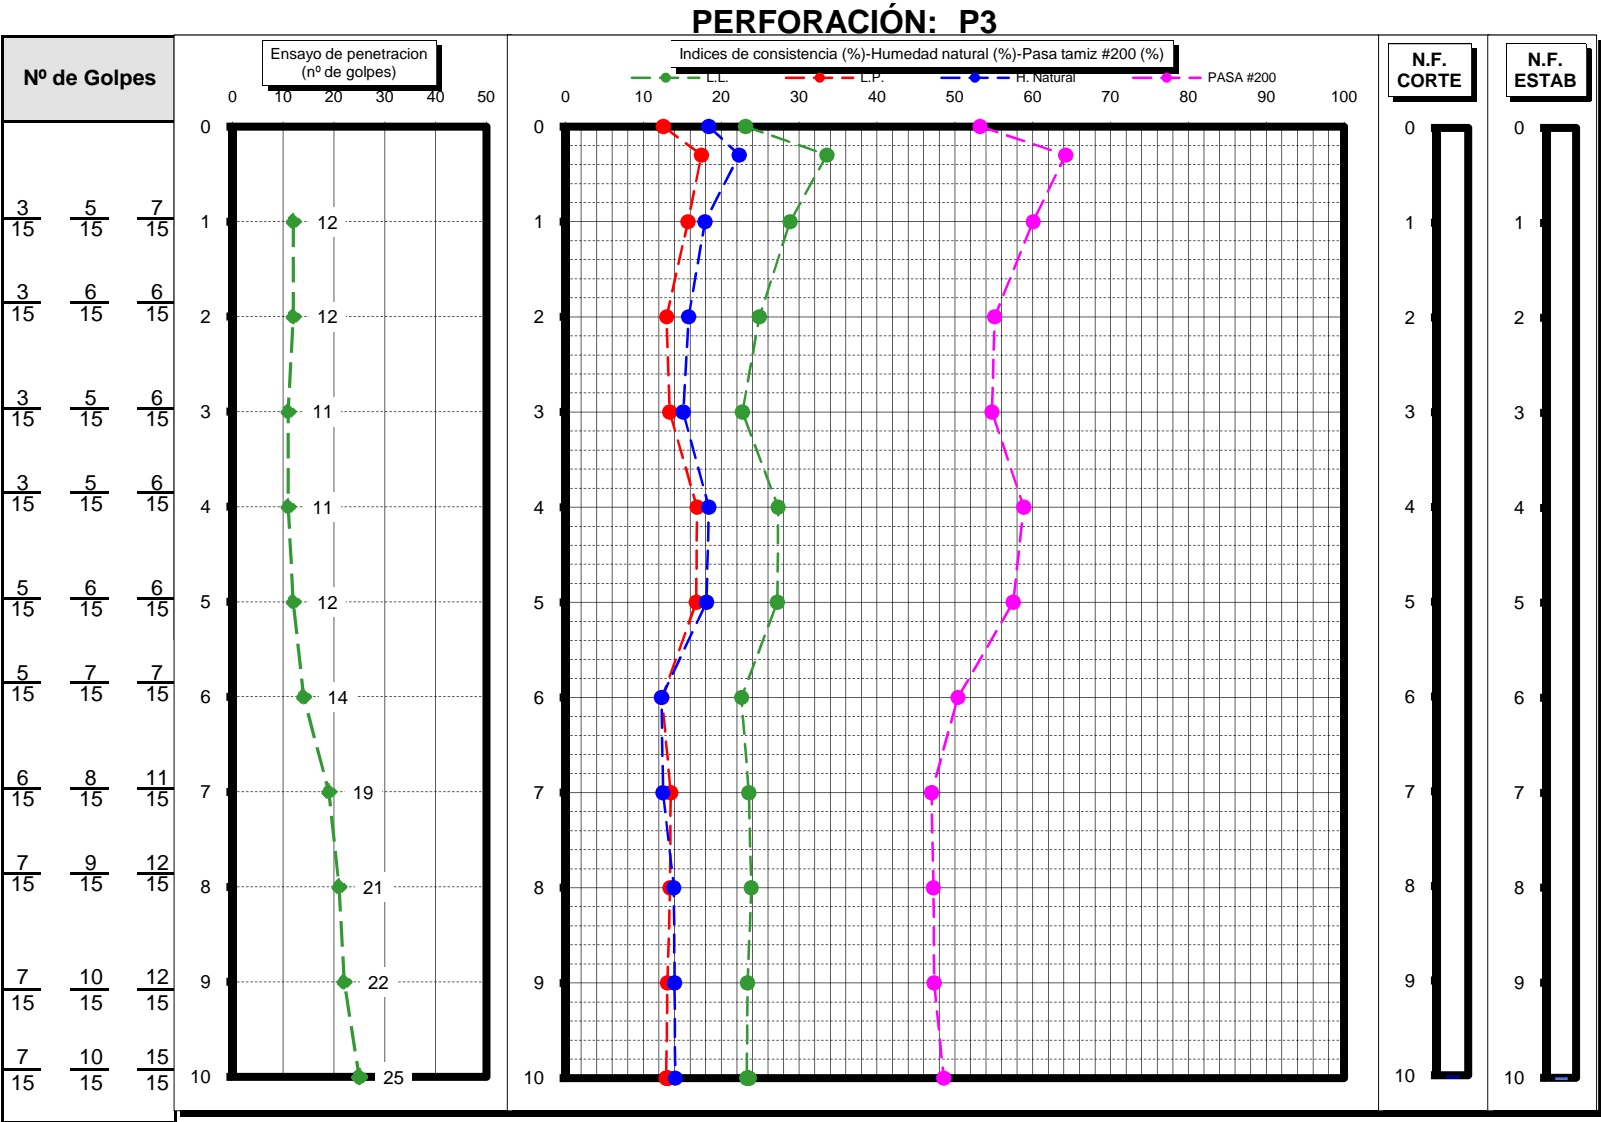 PERFORACIÓN: P3
Nº de Golpes
Ensayo de penetracion
(nº de golpes)
Indices de consistencia (%)-Humedad natural (%)-Pasa tamiz #200 (%)
L.L. L.P. H. Natural PASA #200
N.F.
CORTE
N.F.
ESTAB
0 10 20 30 40 50
0 10 20 30 40 50 60 70 80 90 100
0 0 0 0
3 5 7
15 15 15
1 12 1 1 1
3 6 6
15 15 15
2 12 2 2 2
3 5 6
15 15 15
3 11 3 3 3
3 5 6
15 15 15
4 11 4 4 4
5 6 6
15 15 15
5 12 5 5 5
5 7 7
15 15 15
6 14 6 6 6
6 8 11
15 15 15
7 19 7 7 7
7 9 12
15 15 15
8 21 8 8 8
7 10 12
15 15 15
9 22 9 9 9
7 10 15
15 15 15
10 25 10 10 10